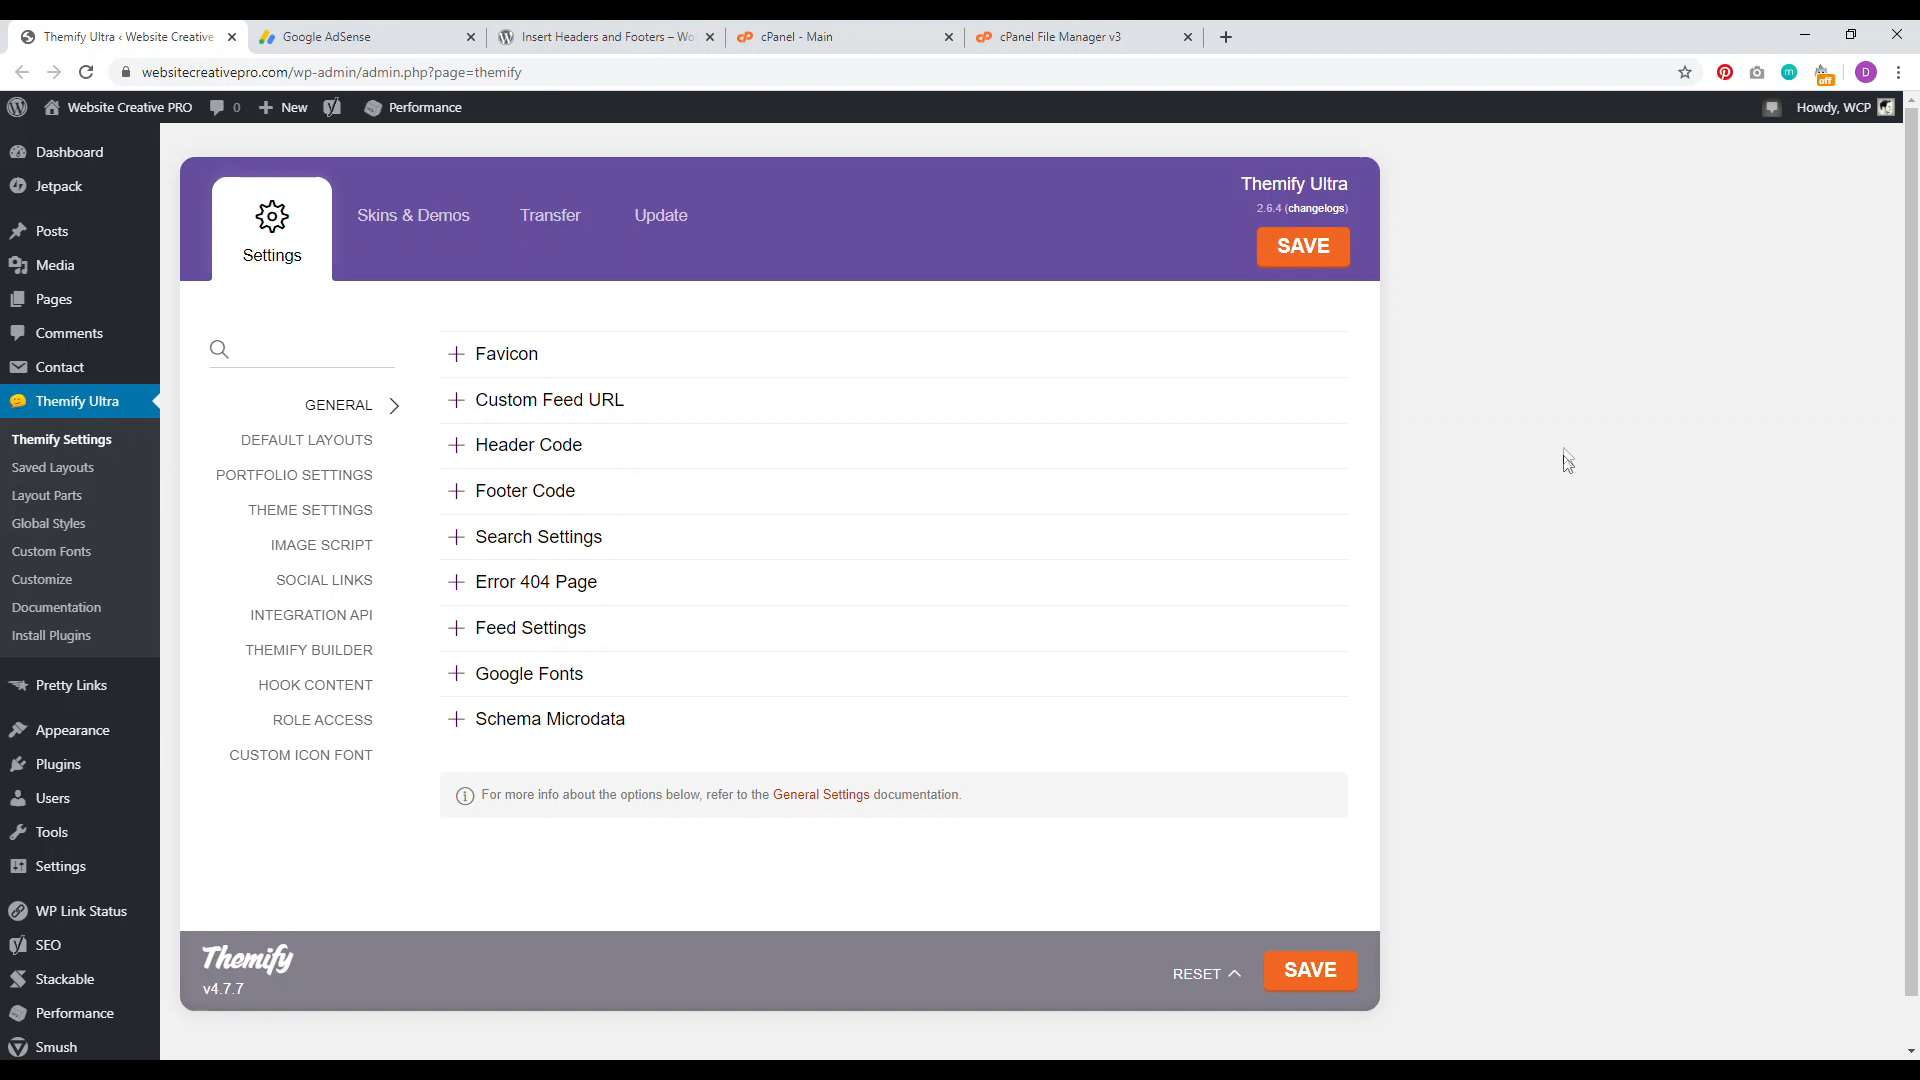 Themify Ultra ‹ Website Creative
Google AdSense
Insert Headers and Footers – Wo
cPanel - Main
cPanel File Manager v3
websitecreativepro.com/wp-admin/admin.php?page=themify
m
off
D
Website Creative PRO
0
New
Performance
Howdy, WCP
Dashboard
Jetpack
Posts
Media
Pages
Comments
Contact
Themify Ultra
Themify Settings
Saved Layouts
Layout Parts
Global Styles
Custom Fonts
Customize
Documentation
Install Plugins
Pretty Links
Appearance
Plugins
Users
Tools
Settings
WP Link Status
SEO
Stackable
Performance
Smush
Settings
Skins & Demos
Transfer
Update
Themify Ultra
2.6.4 (changelogs)
SAVE
GENERAL
DEFAULT LAYOUTS
PORTFOLIO SETTINGS
THEME SETTINGS
IMAGE SCRIPT
SOCIAL LINKS
INTEGRATION API
THEMIFY BUILDER
HOOK CONTENT
ROLE ACCESS
CUSTOM ICON FONT
Favicon
Custom Feed URL
Header Code
Footer Code
Search Settings
Error 404 Page
Feed Settings
Google Fonts
Schema Microdata
For more info about the options below, refer to the General Settings documentation.
Themify
v4.7.7
RESET
SAVE